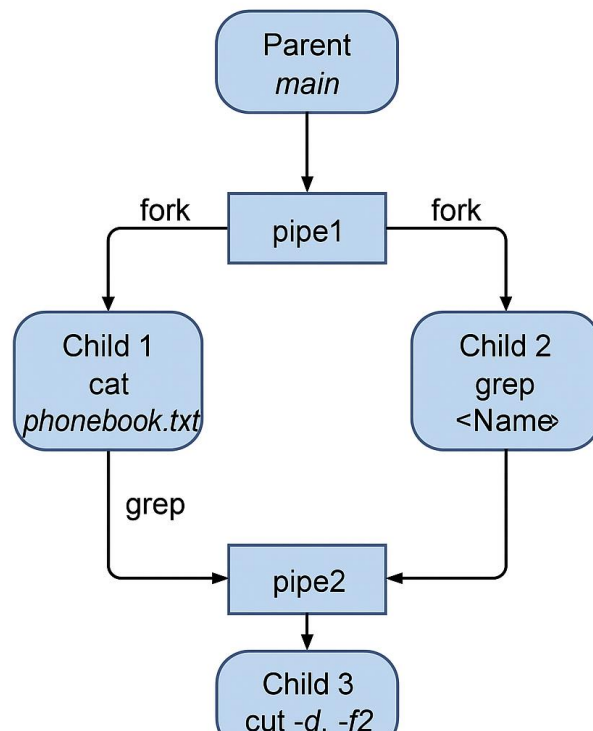 Parent
main
fork
fork
pipe1
Child 1
cat
phonebook.txt
Child 2
grep
<Name>
grep
pipe2
Child 3
cut -d, -f2